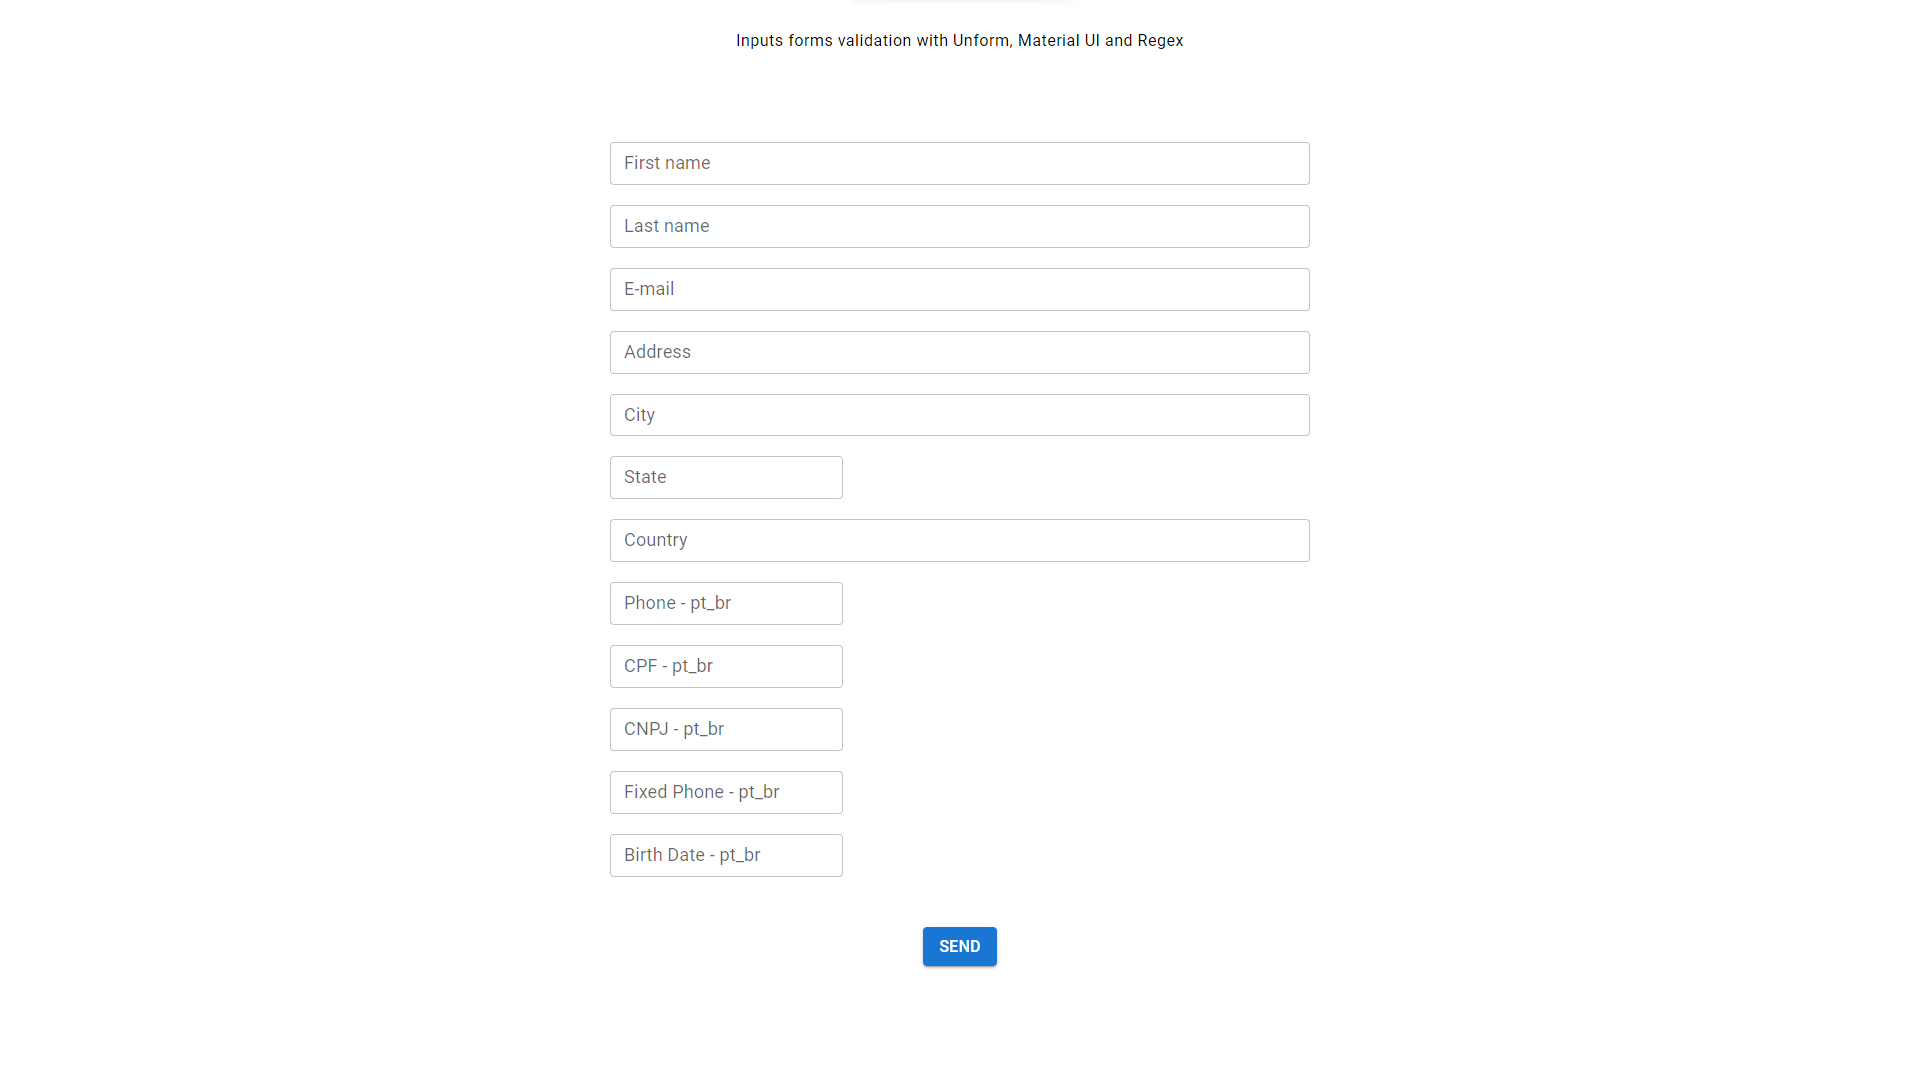 Inputs forms validation with Unform, Material UI and Regex
First name
Last name
E-mail
Address
City
State
Country
Phone - pt_br
CPF - pt_br
CNPJ - pt_br
Fixed Phone - pt_br
Birth Date - pt_br
SEND